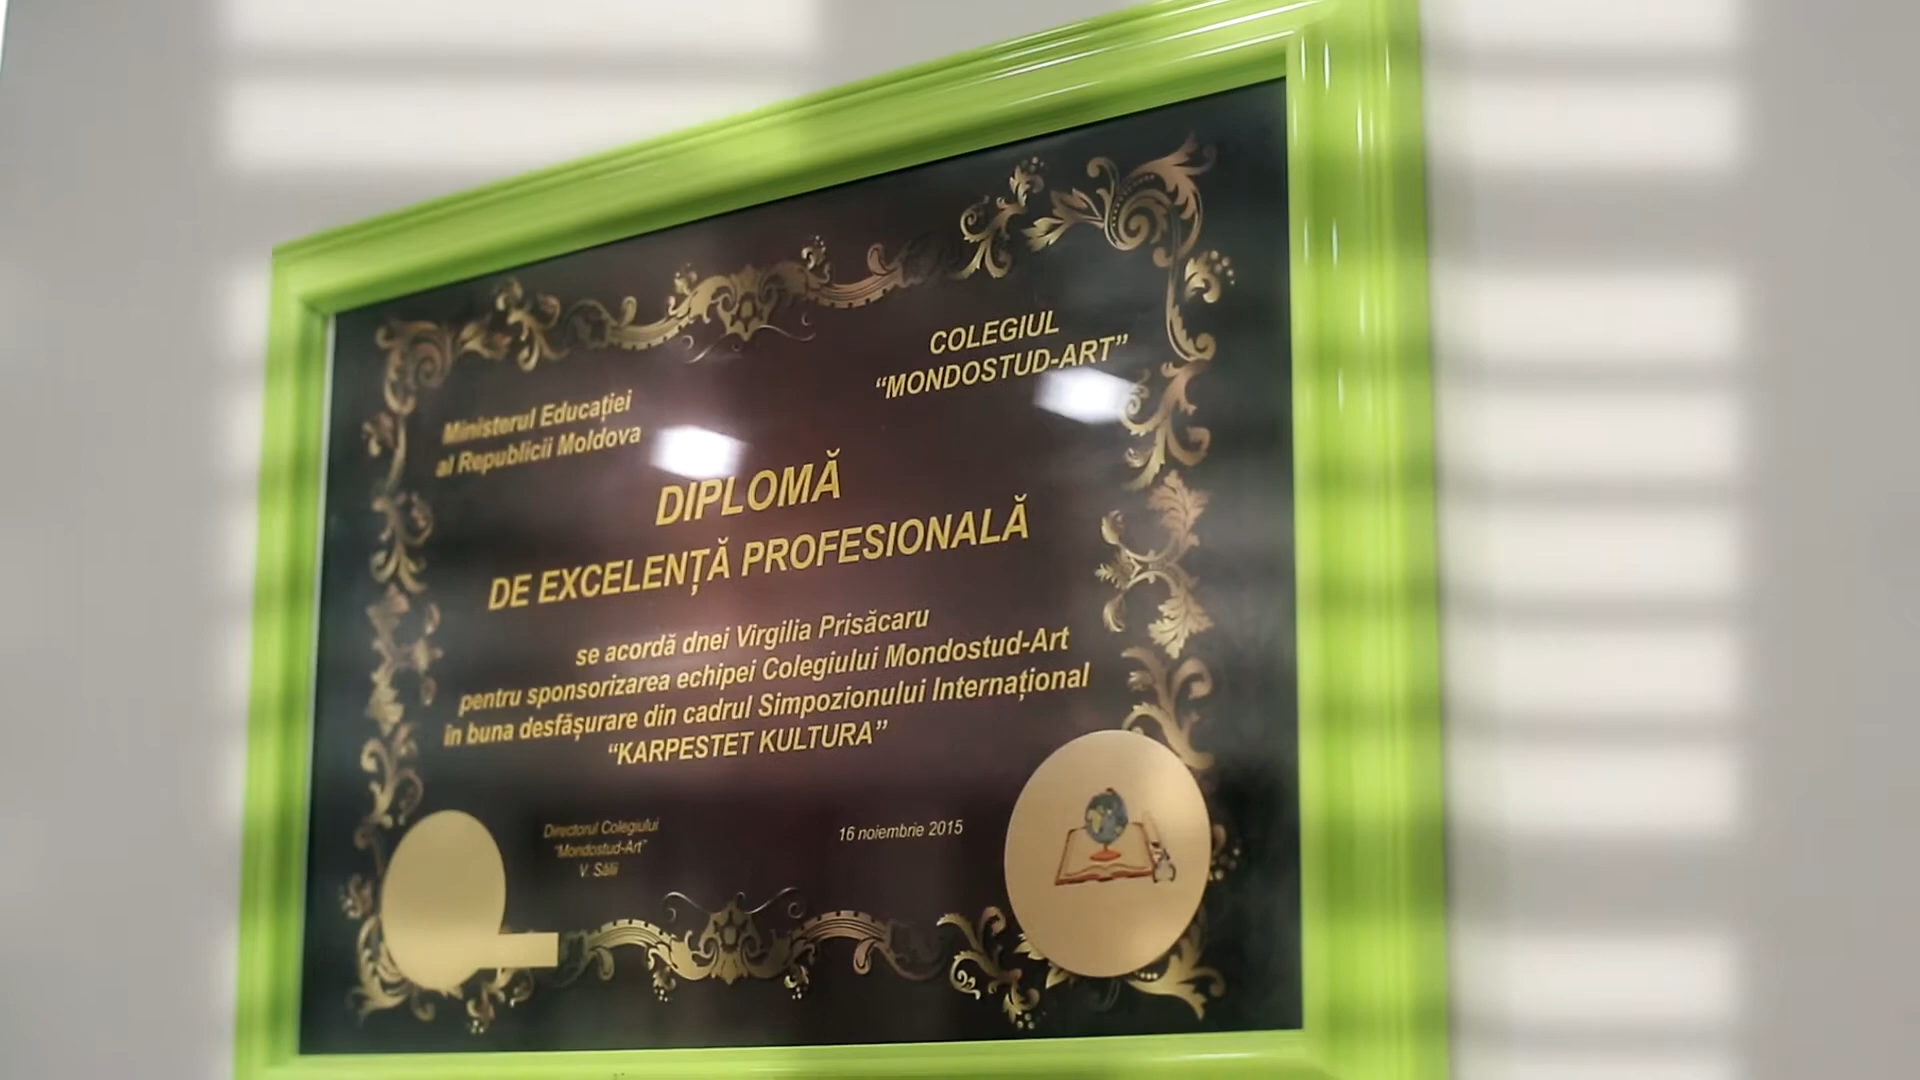 COLEGIUL
“MONDOSTUD-ART”
Ministerul Educației
al Republicii Moldova
DIPLOMĂ
DE EXCELENȚĂ PROFESIONALĂ
se acordă dnei Virgilia Prisăcaru
pentru sponsorizarea echipei Colegiului Mondostud-Art
în buna desfășurare din cadrul Simpozionului Internațional
“KARPESTET KULTURA”
Directorul Colegiului
“Mondostud-Art”
V. Sălii
16 noiembrie 2015